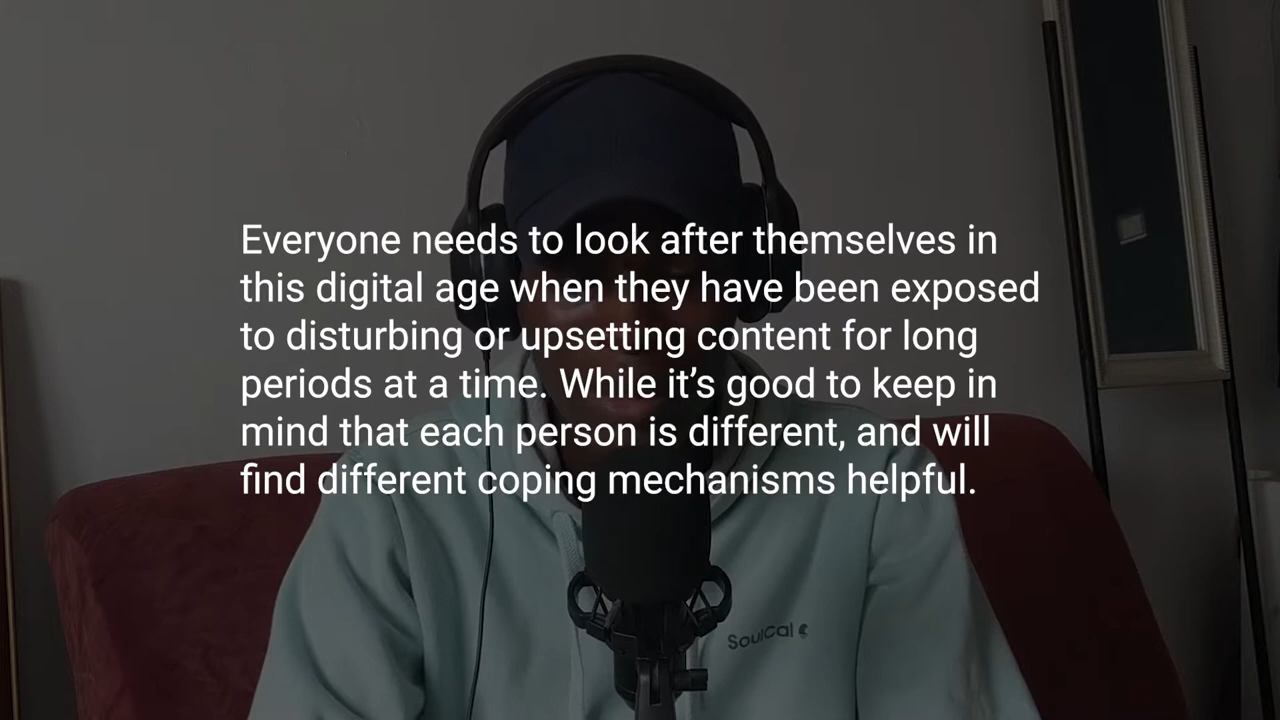 Everyone needs to look after themselves in
this digital age when they have been exposed
to disturbing or upsetting content for long
periods at a time. While it’s good to keep in
mind that each person is different, and will
find different coping mechanisms helpful.
SoulCal